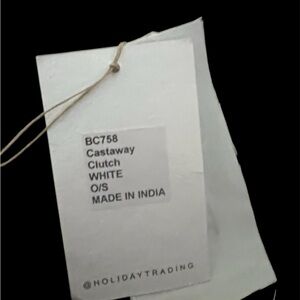 BC758
Castaway
Clutch
WHITE
O/S
MADE IN INDIA
@HOLIDAYTRADING